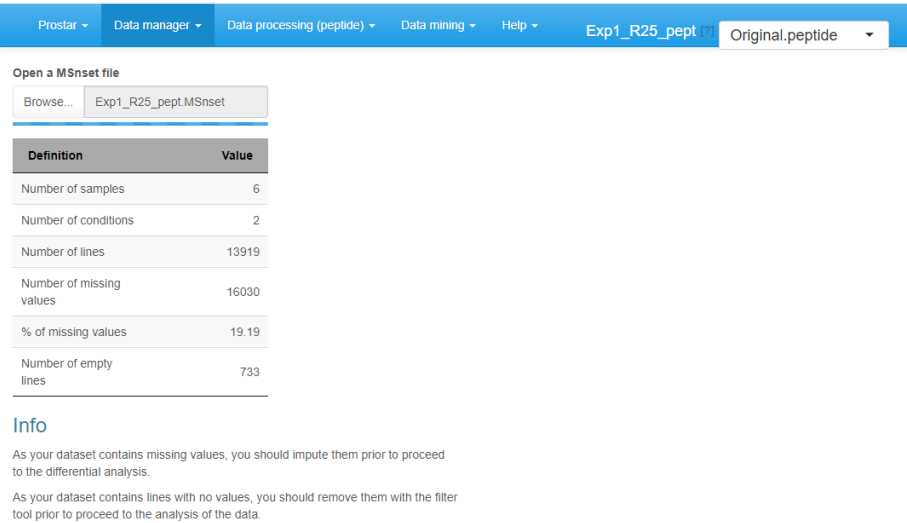 Prostar Data manager Data processing (peptide) Data mining Help Exp1_R25_pept [?] Original.peptide
Open a MSnset file
Browse... Exp1_R25_pept.MSnset
Definition Value
Number of samples 6
Number of conditions 2
Number of lines 13919
Number of missing
values 16030
% of missing values 19.19
Number of empty
lines 733
Info
As your dataset contains missing values, you should impute them prior to proceed
to the differential analysis.
As your dataset contains lines with no values, you should remove them with the filter
tool prior to proceed to the analysis of the data.